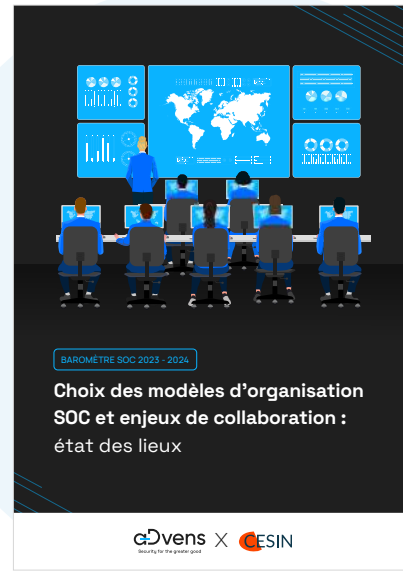 BAROMÈTRE SOC 2023 - 2024
Choix des modèles d'organisation
SOC et enjeux de collaboration :
état des lieux
aDvens X CESIN
Security for the greater good